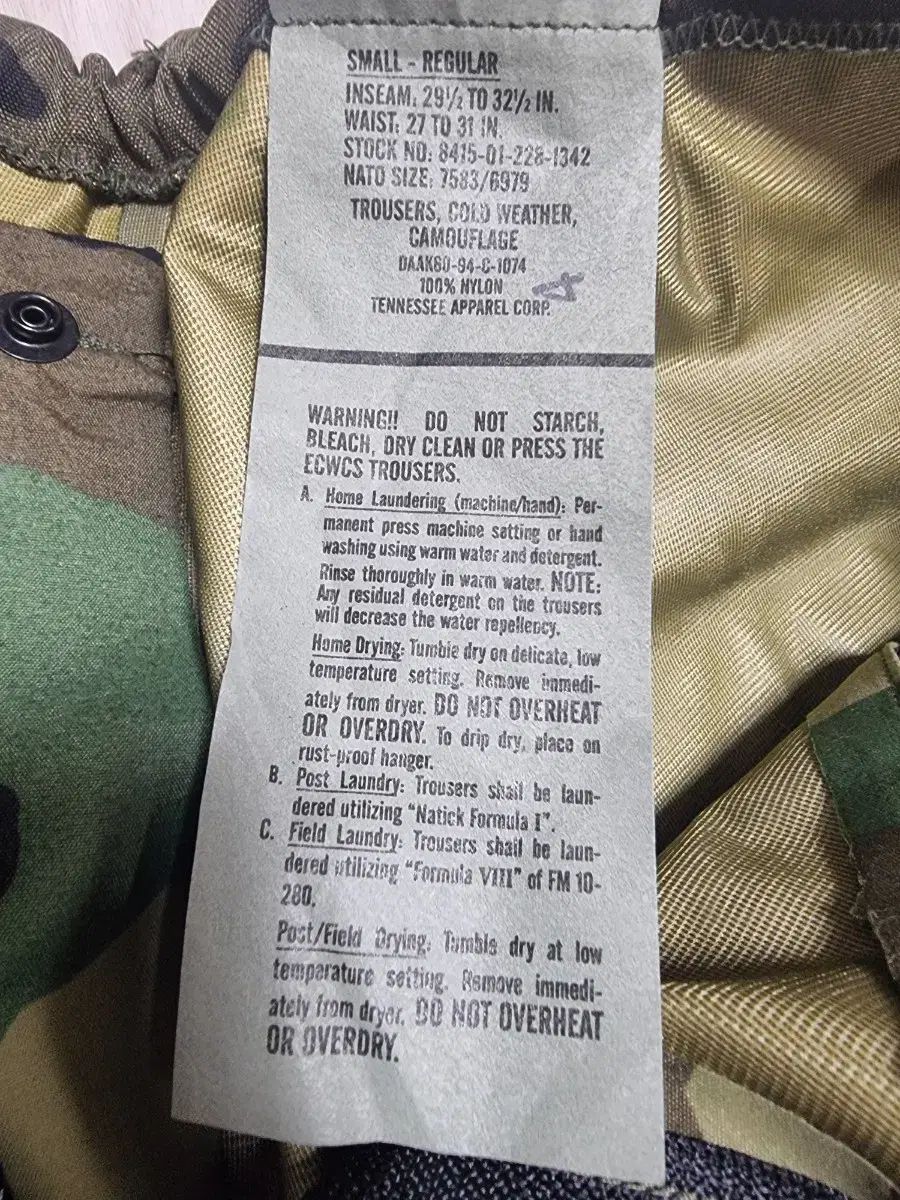 SMALL - REGULAR
INSEAM: 29½ TO 32½ IN.
WAIST: 27 TO 31 IN.
STOCK NO: 8415-01-228-1342
NATO SIZE: 7583/6979
TROUSERS, COLD WEATHER,
CAMOUFLAGE
DAAK60-94-C-1074
100% NYLON
TENNESSEE APPAREL CORP.
WARNING!! DO NOT STARCH,
BLEACH, DRY CLEAN OR PRESS THE
ECWCS TROUSERS.
A. Home Laundering (machine/hand): Per-
manent press machine setting or hand
washing using warm water and detergent.
Rinse thoroughly in warm water. NOTE:
Any residual detergent on the trousers
will decrease the water repellency.
Home Drying: Tumble dry on delicate, low
temperature setting. Remove immedi-
ately from dryer. DO NOT OVERHEAT
OR OVERDRY. To drip dry, place on
rust-proof hanger.
B. Post Laundry: Trousers shall be laun-
dered utilizing "Natick Formula I".
C. Field Laundry: Trousers shall be laun-
dered utilizing "Formula VIII" of FM 10-
280.
Post/Field Drying: Tumble dry at low
temperature setting. Remove immedi-
ately from dryer. DO NOT OVERHEAT
OR OVERDRY.